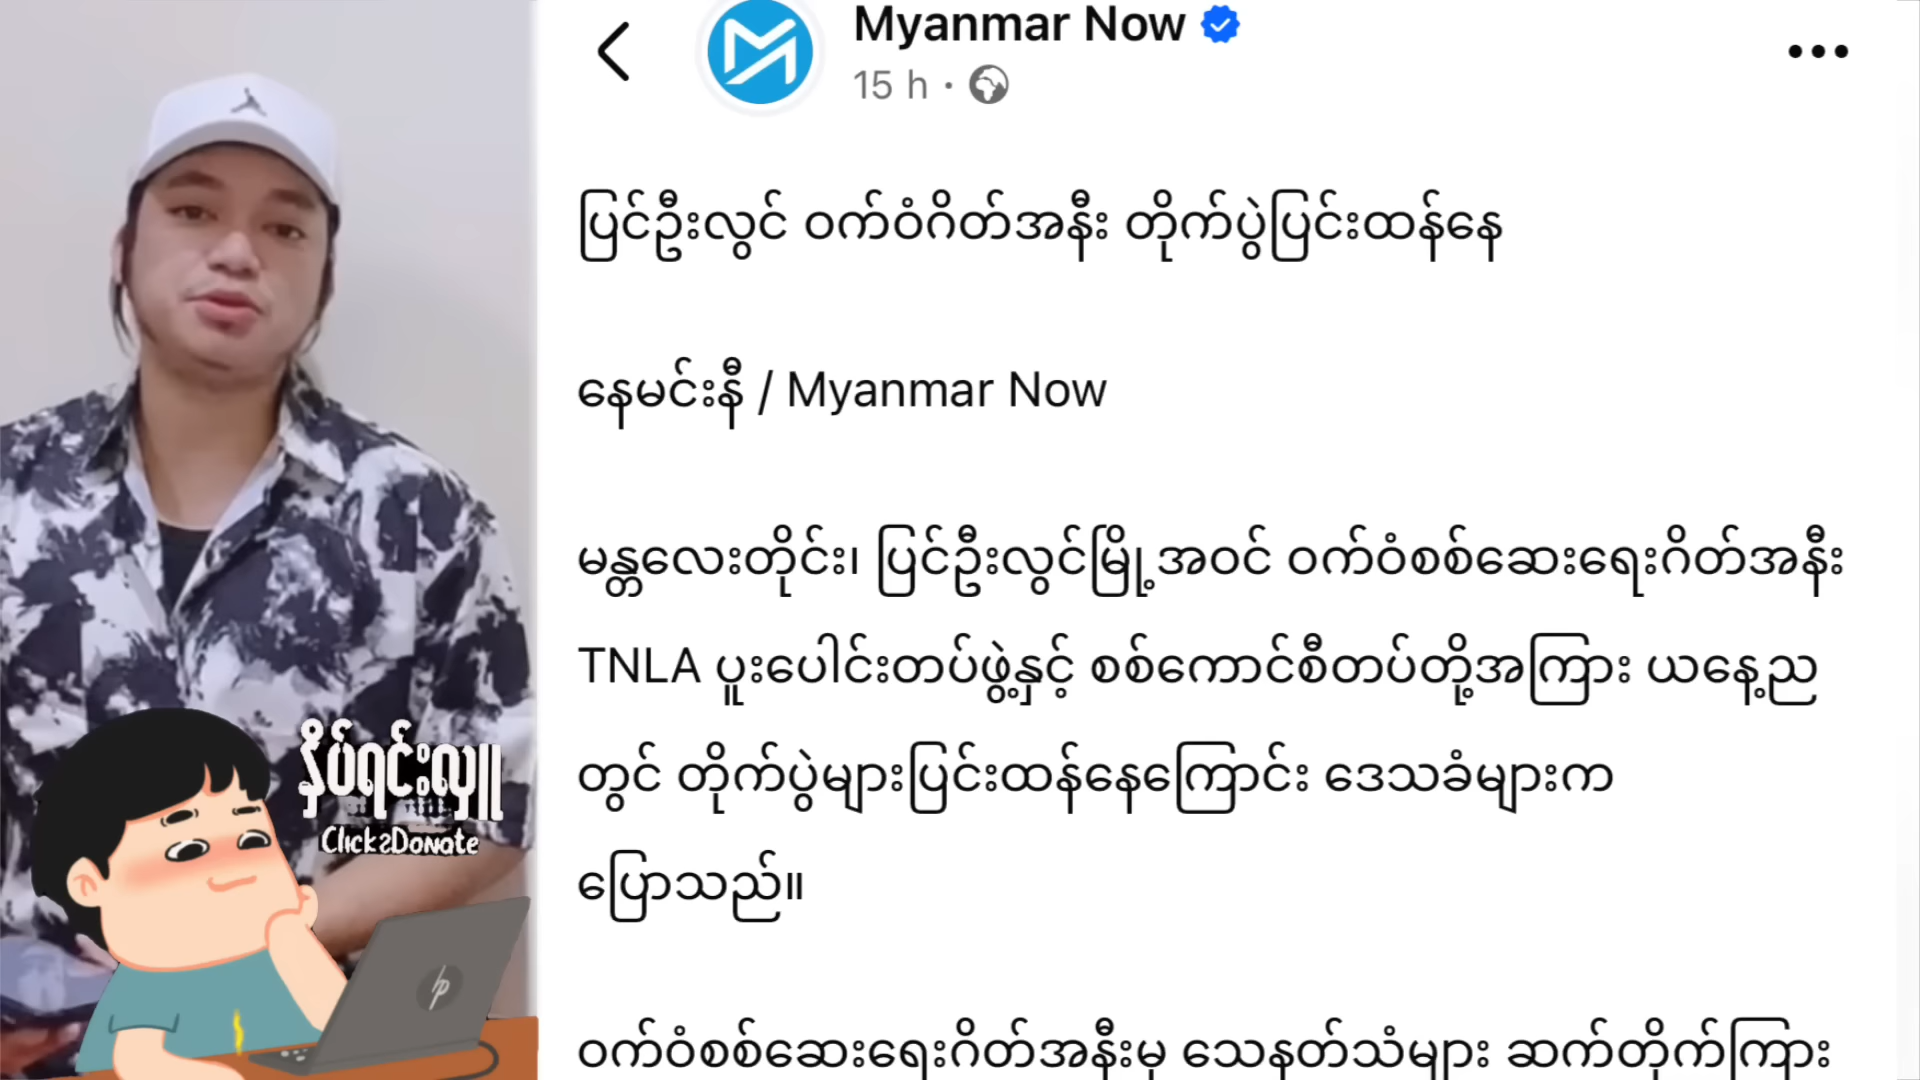 Myanmar Now
15 h ·
ပြင်ဦးလွင် ဝက်ဝံဂိတ်အနီး တိုက်ပွဲပြင်းထန်နေ
နေမင်းနီ / Myanmar Now
မန္တလေးတိုင်း၊ ပြင်ဦးလွင်မြို့အဝင် ဝက်ဝံစစ်ဆေးရေးဂိတ်အနီး
TNLA ပူးပေါင်းတပ်ဖွဲ့နှင့် စစ်ကောင်စီတပ်တို့အကြား ယနေ့ည
တွင် တိုက်ပွဲများပြင်းထန်နေကြောင်း ဒေသခံများက
ပြောသည်။
ဝက်ဝံစစ်ဆေးရေးဂိတ်အနီးမှ သေနတ်သံများ ဆက်တိုက်ကြား
နှိပ်ရင်းလှူ
Click2Donate
hp